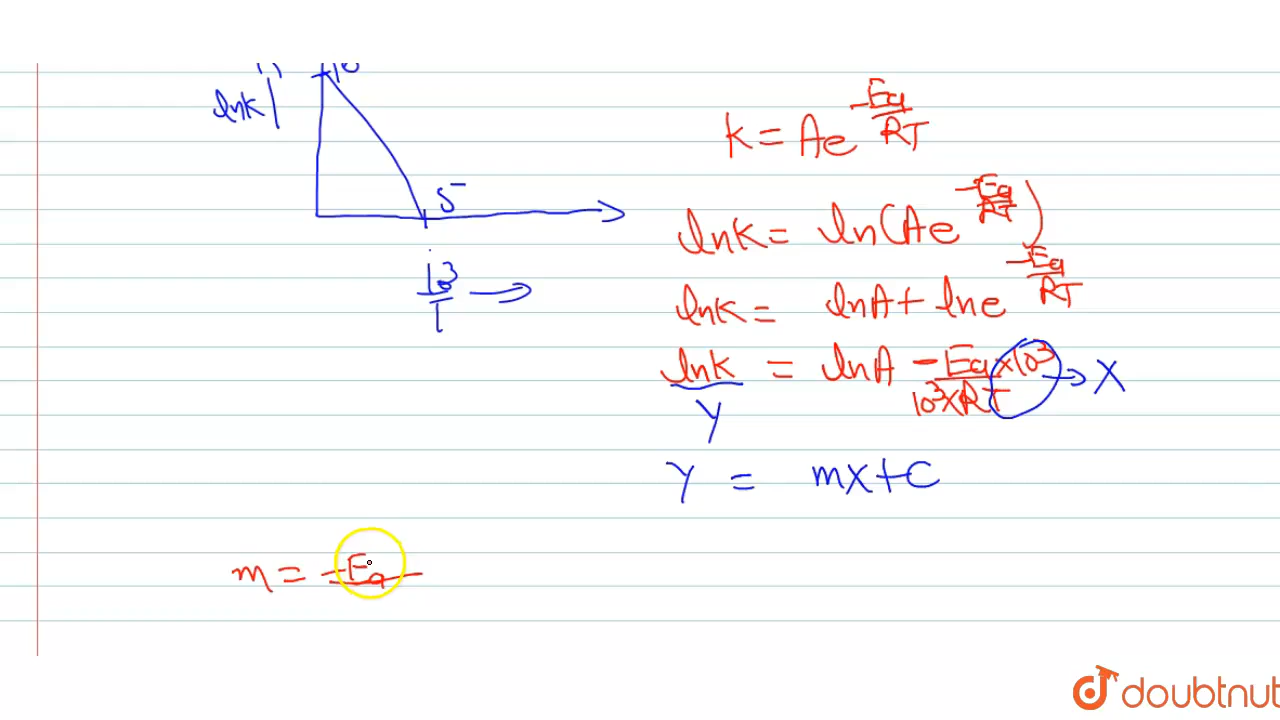 10
lnk
5
10³/T
k = Ae^(-Ea/RT)
lnk = ln(Ae^(-Ea/RT))
lnk = lnA + lne^(-Ea/RT)
lnk = lnA - Ea×10³/10³×RT → X
Y
Y = mX+C
m = -Ea
doubtnut